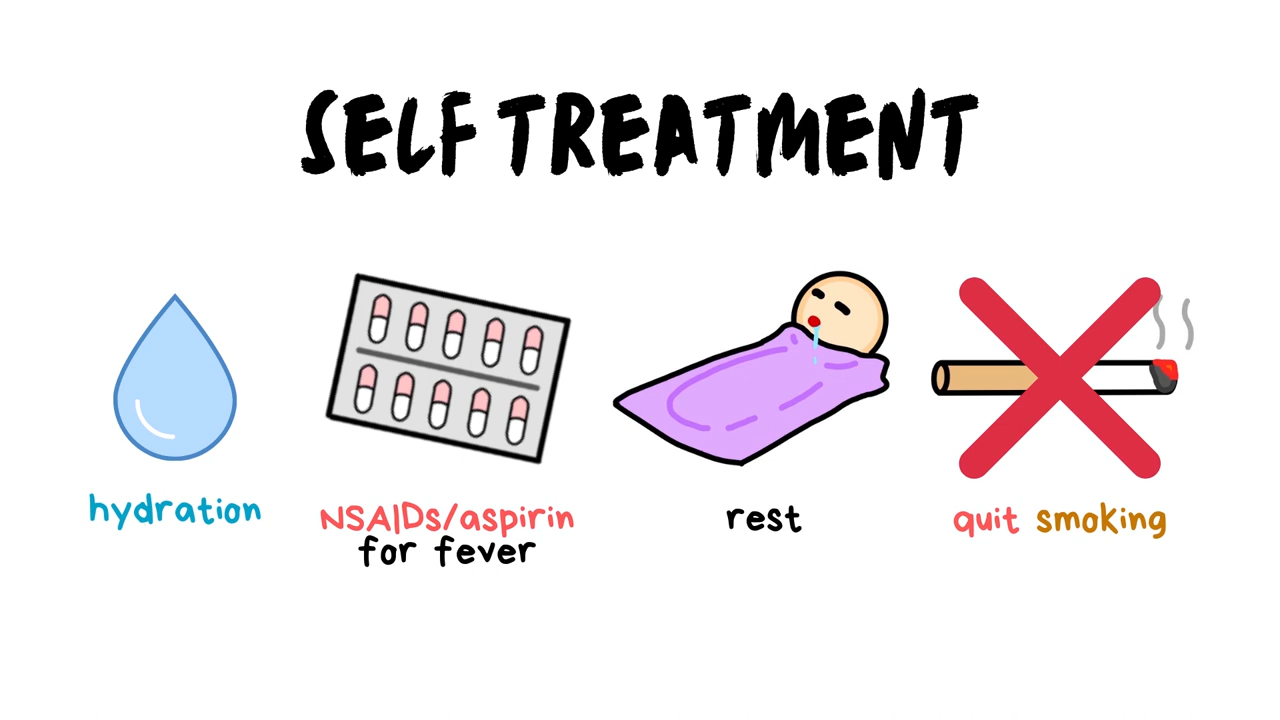 SELF TREATMENT
hydration
NSAIDs/aspirin
for fever
rest
quit smoking